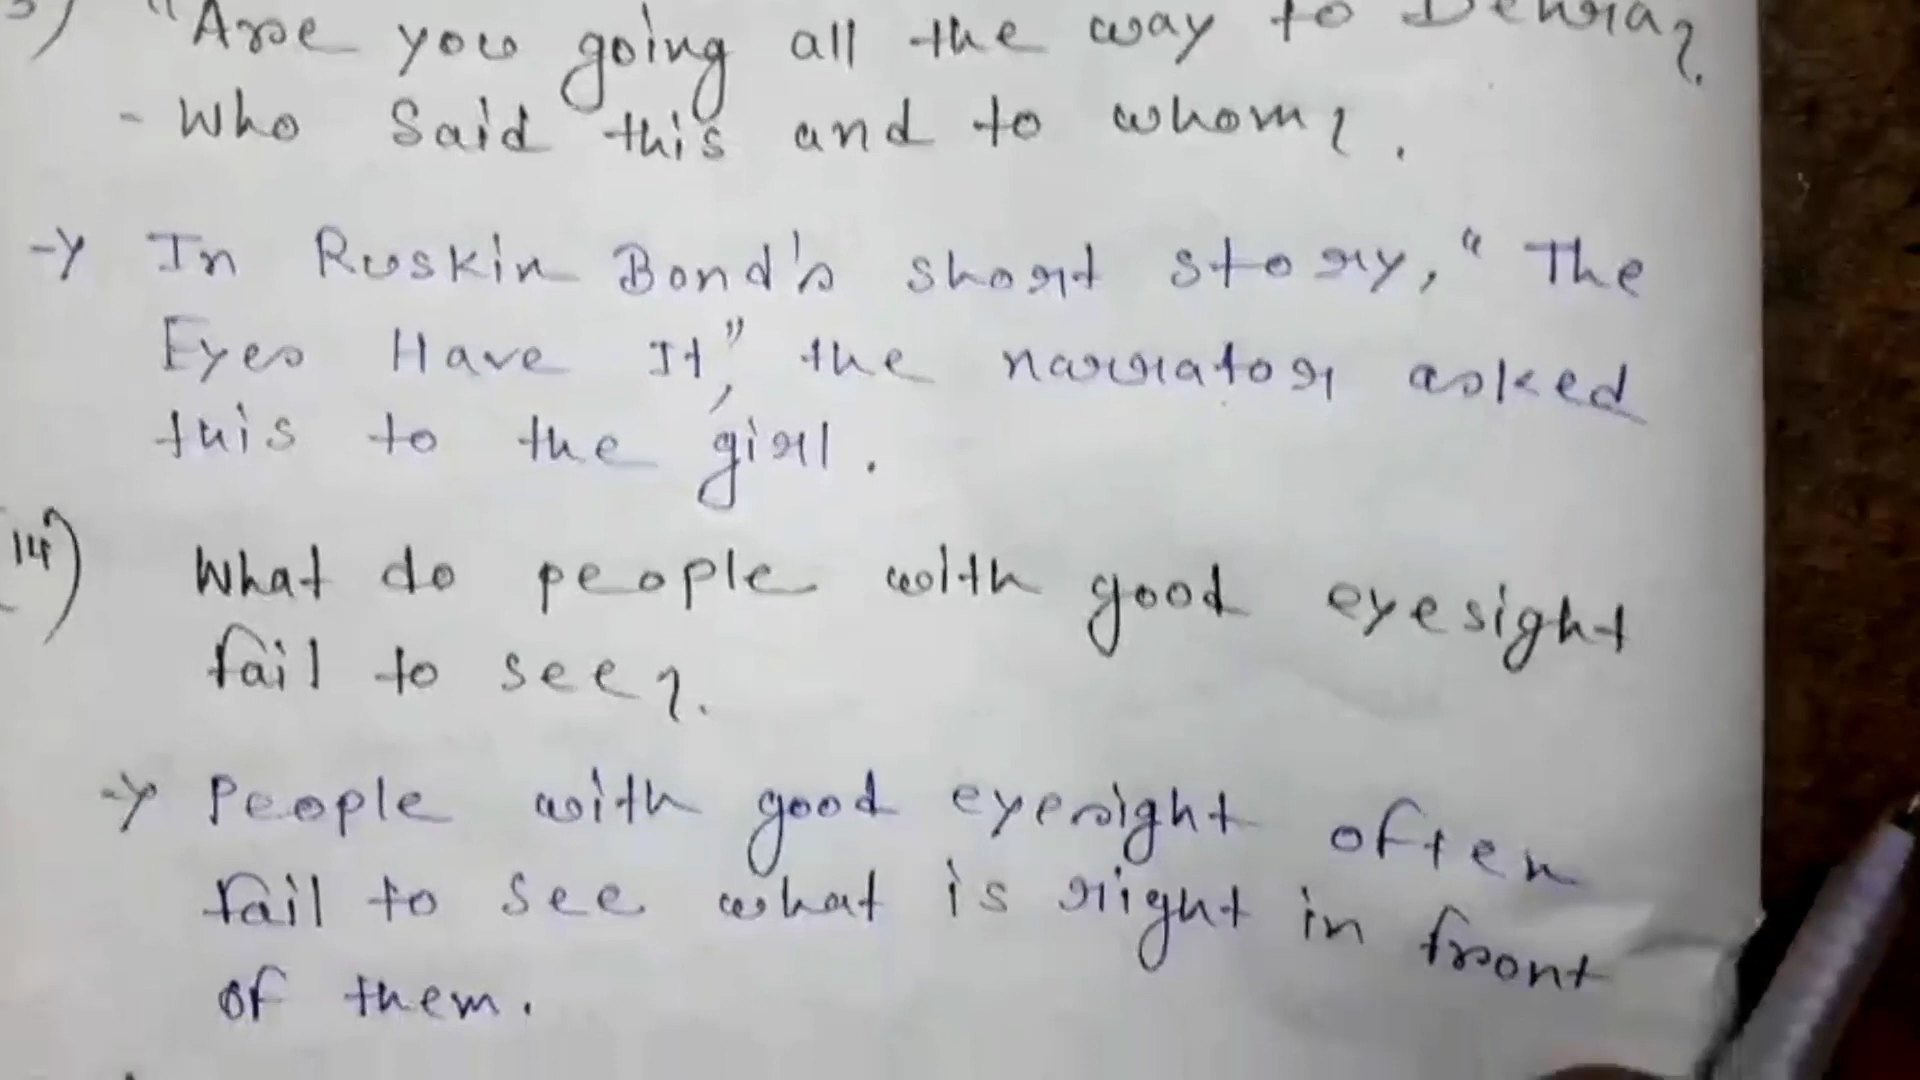 "Are you going all the way to Dehra?
- Who said this and to whom?.
→ In Ruskin Bond's short story, "The
Eyes Have It", the narrator asked
this to the girl.
14) What do people with good eyesight
fail to see?.
→ People with good eyesight often
fail to see what is right in front
of them.